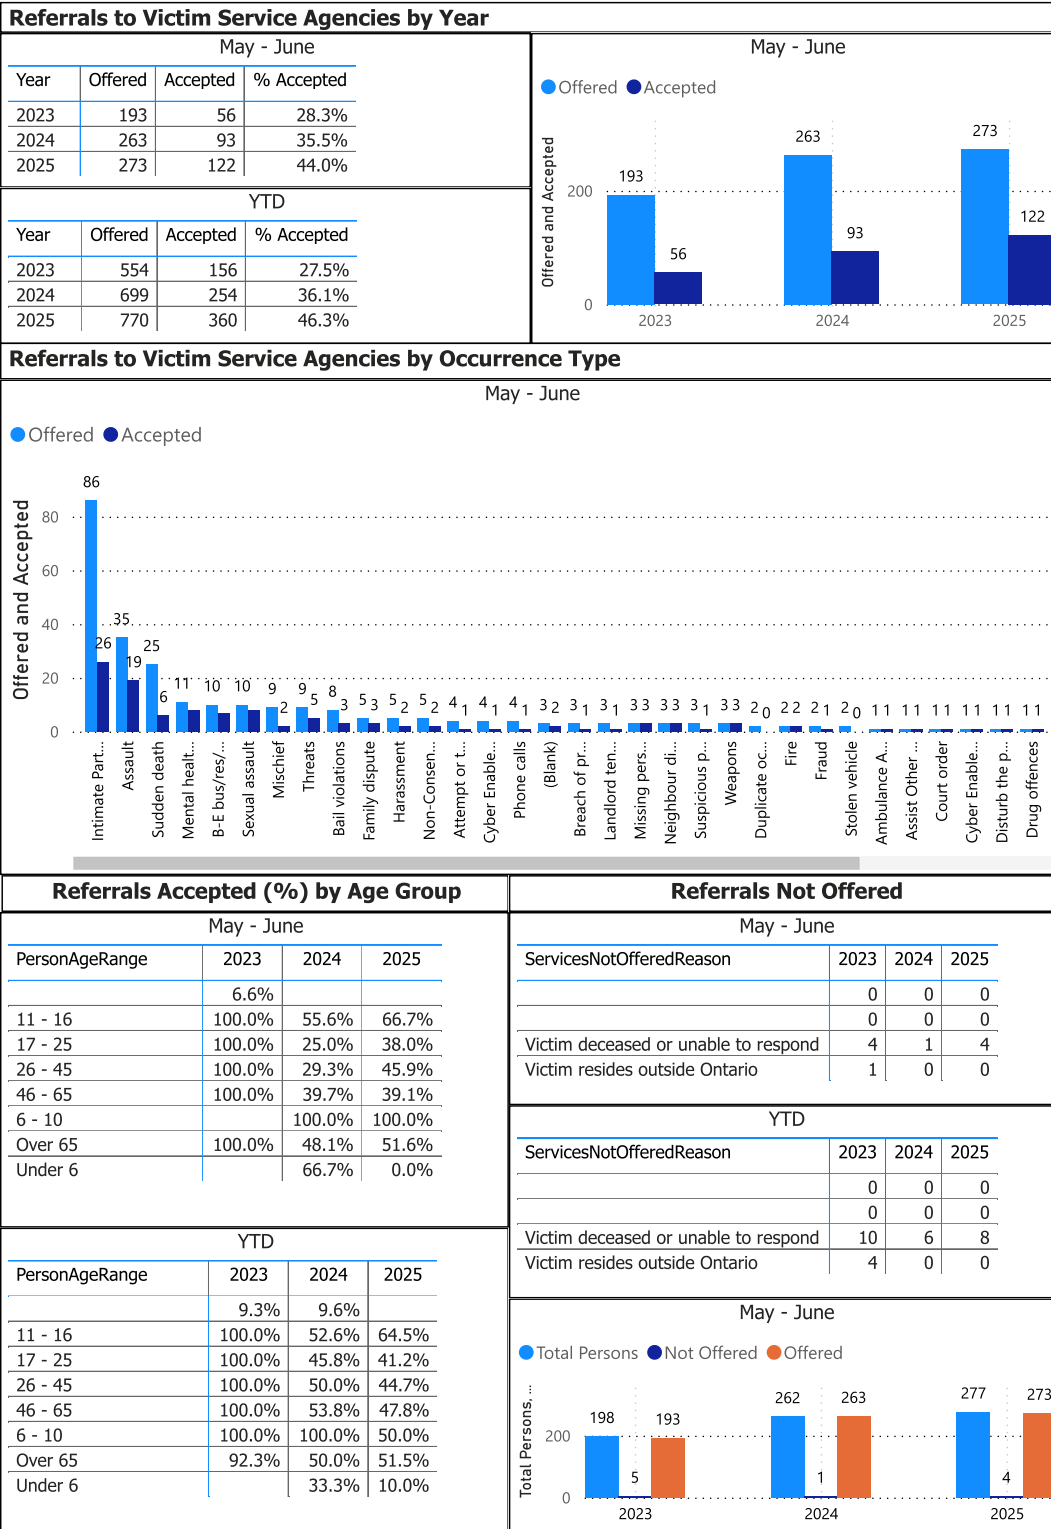 Referrals to Victim Service Agencies by Year
May - June
Year Offered Accepted % Accepted
2023 193 56 28.3%
2024 263 93 35.5%
2025 273 122 44.0%
YTD
Year Offered Accepted % Accepted
2023 554 156 27.5%
2024 699 254 36.1%
2025 770 360 46.3%
May - June
Offered Accepted
Offered and Accepted
200
0
193 56 263 93 273 122
2023 2024 2025
Referrals to Victim Service Agencies by Occurrence Type
May - June
Offered Accepted
Offered and Accepted
80
60
40
20
0
86 26 35 19 25 6 11 10 10 9 2 9 5 8 3 5 3 5 2 5 2 4 1 4 1 4 1 3 2 3 1 3 1 3 3 3 3 3 1 3 3 2 0 2 2 2 1 2 0 1 1 1 1 1 1 1 1 1 1 1 1
Intimate Part...
Assault
Sudden death
Mental healt...
B-E bus/res/...
Sexual assault
Mischief
Threats
Bail violations
Family dispute
Harassment
Non-Consen...
Attempt or t...
Cyber Enable...
Phone calls
(Blank)
Breach of pr...
Landlord ten...
Missing pers...
Neighbour di...
Suspicious p...
Weapons
Duplicate oc...
Fire
Fraud
Stolen vehicle
Ambulance A...
Assist Other ...
Court order
Cyber Enable...
Disturb the p...
Drug offences
Referrals Accepted (%) by Age Group
May - June
PersonAgeRange 2023 2024 2025
6.6%
11 - 16 100.0% 55.6% 66.7%
17 - 25 100.0% 25.0% 38.0%
26 - 45 100.0% 29.3% 45.9%
46 - 65 100.0% 39.7% 39.1%
6 - 10 100.0% 100.0%
Over 65 100.0% 48.1% 51.6%
Under 6 66.7% 0.0%
YTD
PersonAgeRange 2023 2024 2025
9.3% 9.6%
11 - 16 100.0% 52.6% 64.5%
17 - 25 100.0% 45.8% 41.2%
26 - 45 100.0% 50.0% 44.7%
46 - 65 100.0% 53.8% 47.8%
6 - 10 100.0% 100.0% 50.0%
Over 65 92.3% 50.0% 51.5%
Under 6 33.3% 10.0%
Referrals Not Offered
May - June
ServicesNotOfferedReason 2023 2024 2025
0 0 0
0 0 0
Victim deceased or unable to respond 4 1 4
Victim resides outside Ontario 1 0 0
YTD
ServicesNotOfferedReason 2023 2024 2025
0 0 0
0 0 0
Victim deceased or unable to respond 10 6 8
Victim resides outside Ontario 4 0 0
May - June
Total Persons Not Offered Offered
Total Persons, ...
200
0
198 5 193 262 1 263 277 4 273
2023 2024 2025